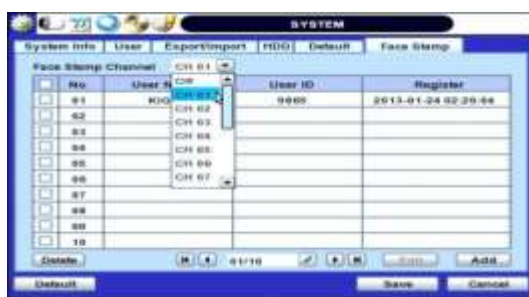 SYSTEM
System Info User Export/Import HDD Default Face Stamp
Face Stamp Channel CH 01
No. User ID Register
Off
01 2013-01-24 02:20:04
CH 01
02 CH 02
03 CH 03
04 CH 04
05 CH 05
06 CH 06
07 CH 07
08
09
10
Delete 01/10 Edit Add
Default Save Cancel